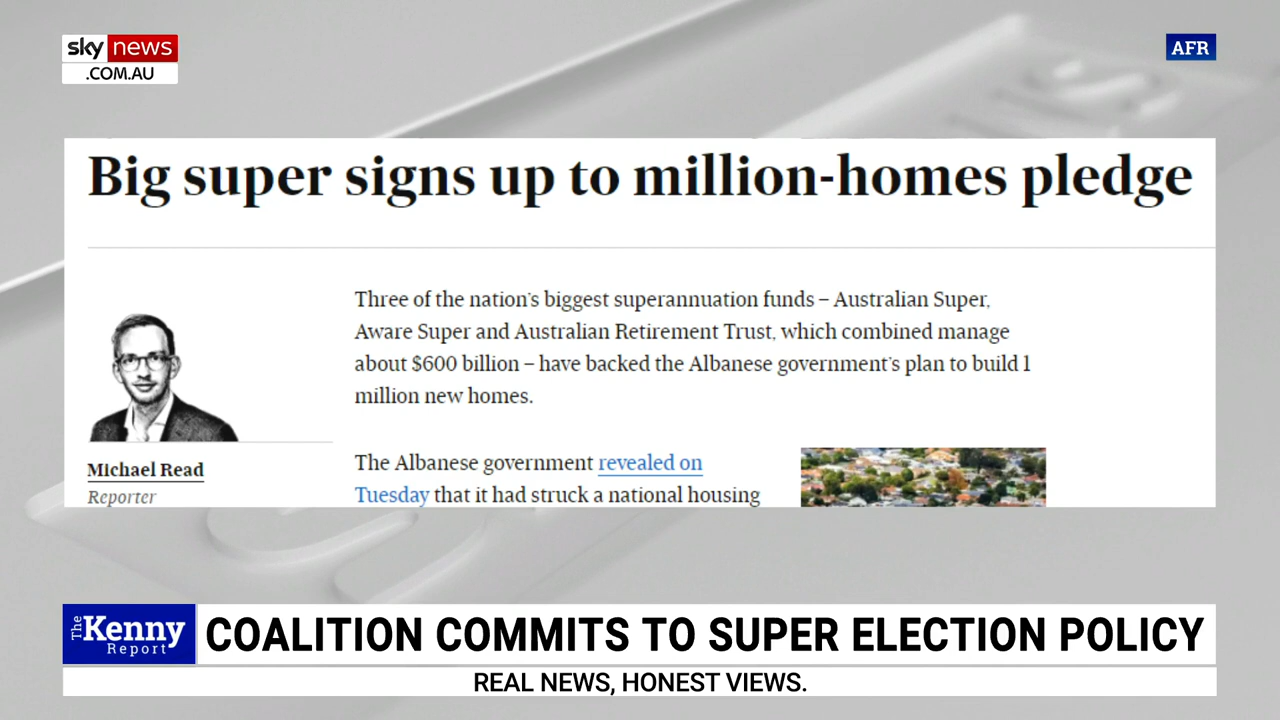 sky news
.COM.AU
AFR
Big super signs up to million-homes pledge
Three of the nation's biggest superannuation funds – Australian Super,
Aware Super and Australian Retirement Trust, which combined manage
about $600 billion – have backed the Albanese government's plan to build 1
million new homes.
Michael Read
Reporter
The Albanese government revealed on
Tuesday that it had struck a national housing
The Kenny Report
COALITION COMMITS TO SUPER ELECTION POLICY
REAL NEWS, HONEST VIEWS.